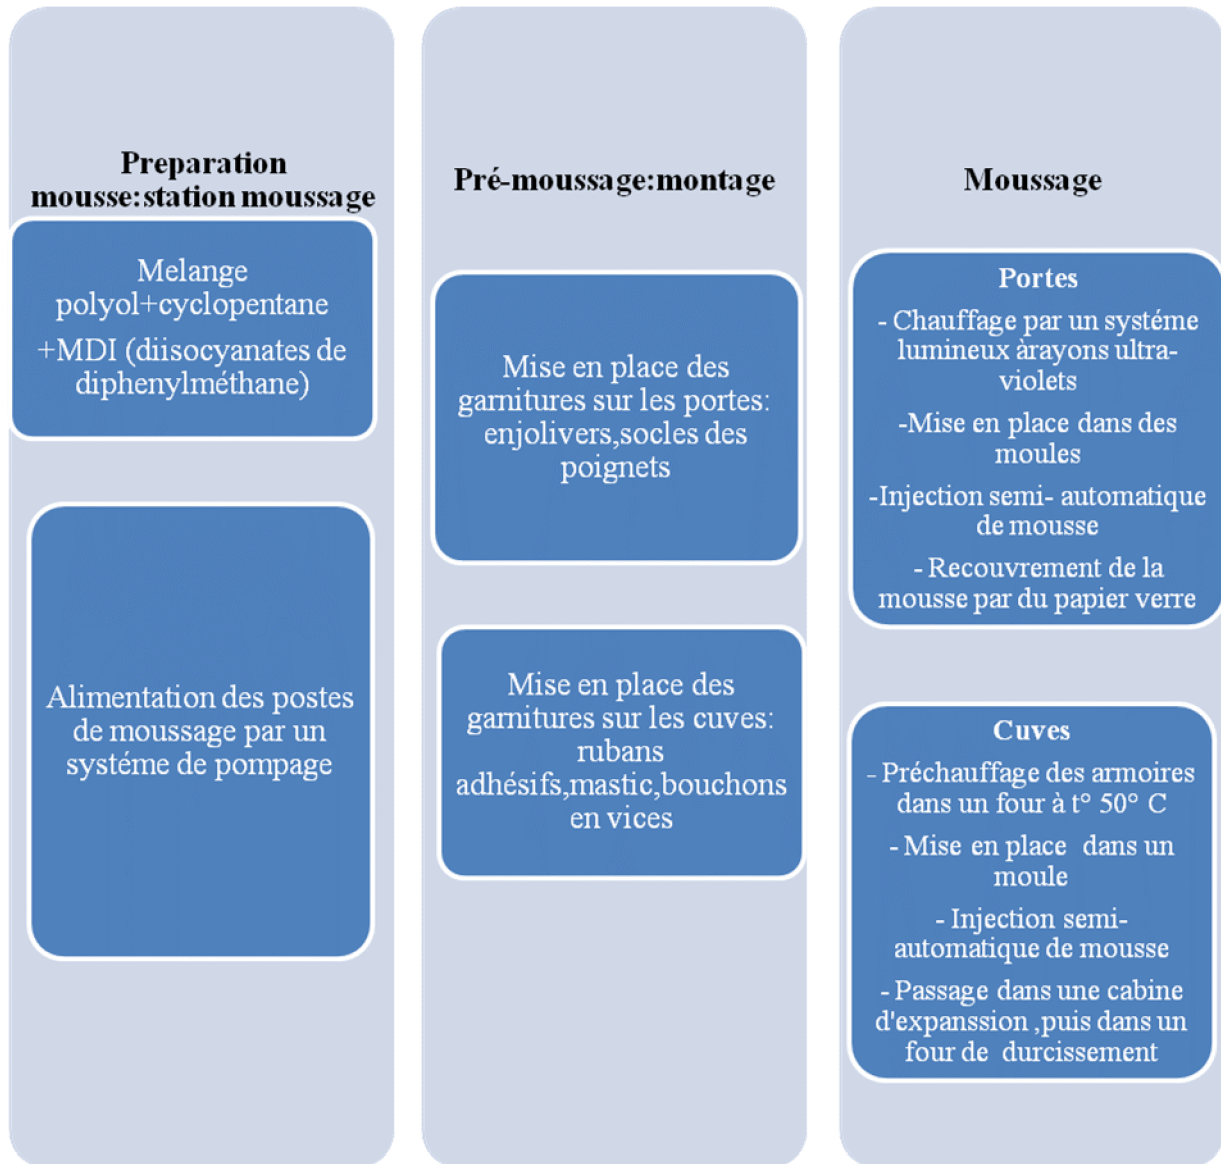 Preparation
mousse:station moussage
Melange
polyol+cyclopentane
+MDI (diisocyanates de
diphenylméthane)
Alimentation des postes
de moussage par un
systéme de pompage
Pré-moussage:montage
Mise en place des
garnitures sur les portes:
enjolivers,socles des
poignets
Mise en place des
garnitures sur les cuves:
rubans
adhésifs,mastic,bouchons
en vices
Moussage
Portes
- Chauffage par un systéme
lumineux àrayons ultra-
violets
-Mise en place dans des
moules
-Injection semi- automatique
de mousse
- Recouvrement de la
mousse par du papier verre
Cuves
- Préchauffage des armoires
dans un four à t° 50° C
- Mise en place dans un
moule
- Injection semi-
automatique de mousse
- Passage dans une cabine
d'expanssion ,puis dans un
four de durcissement